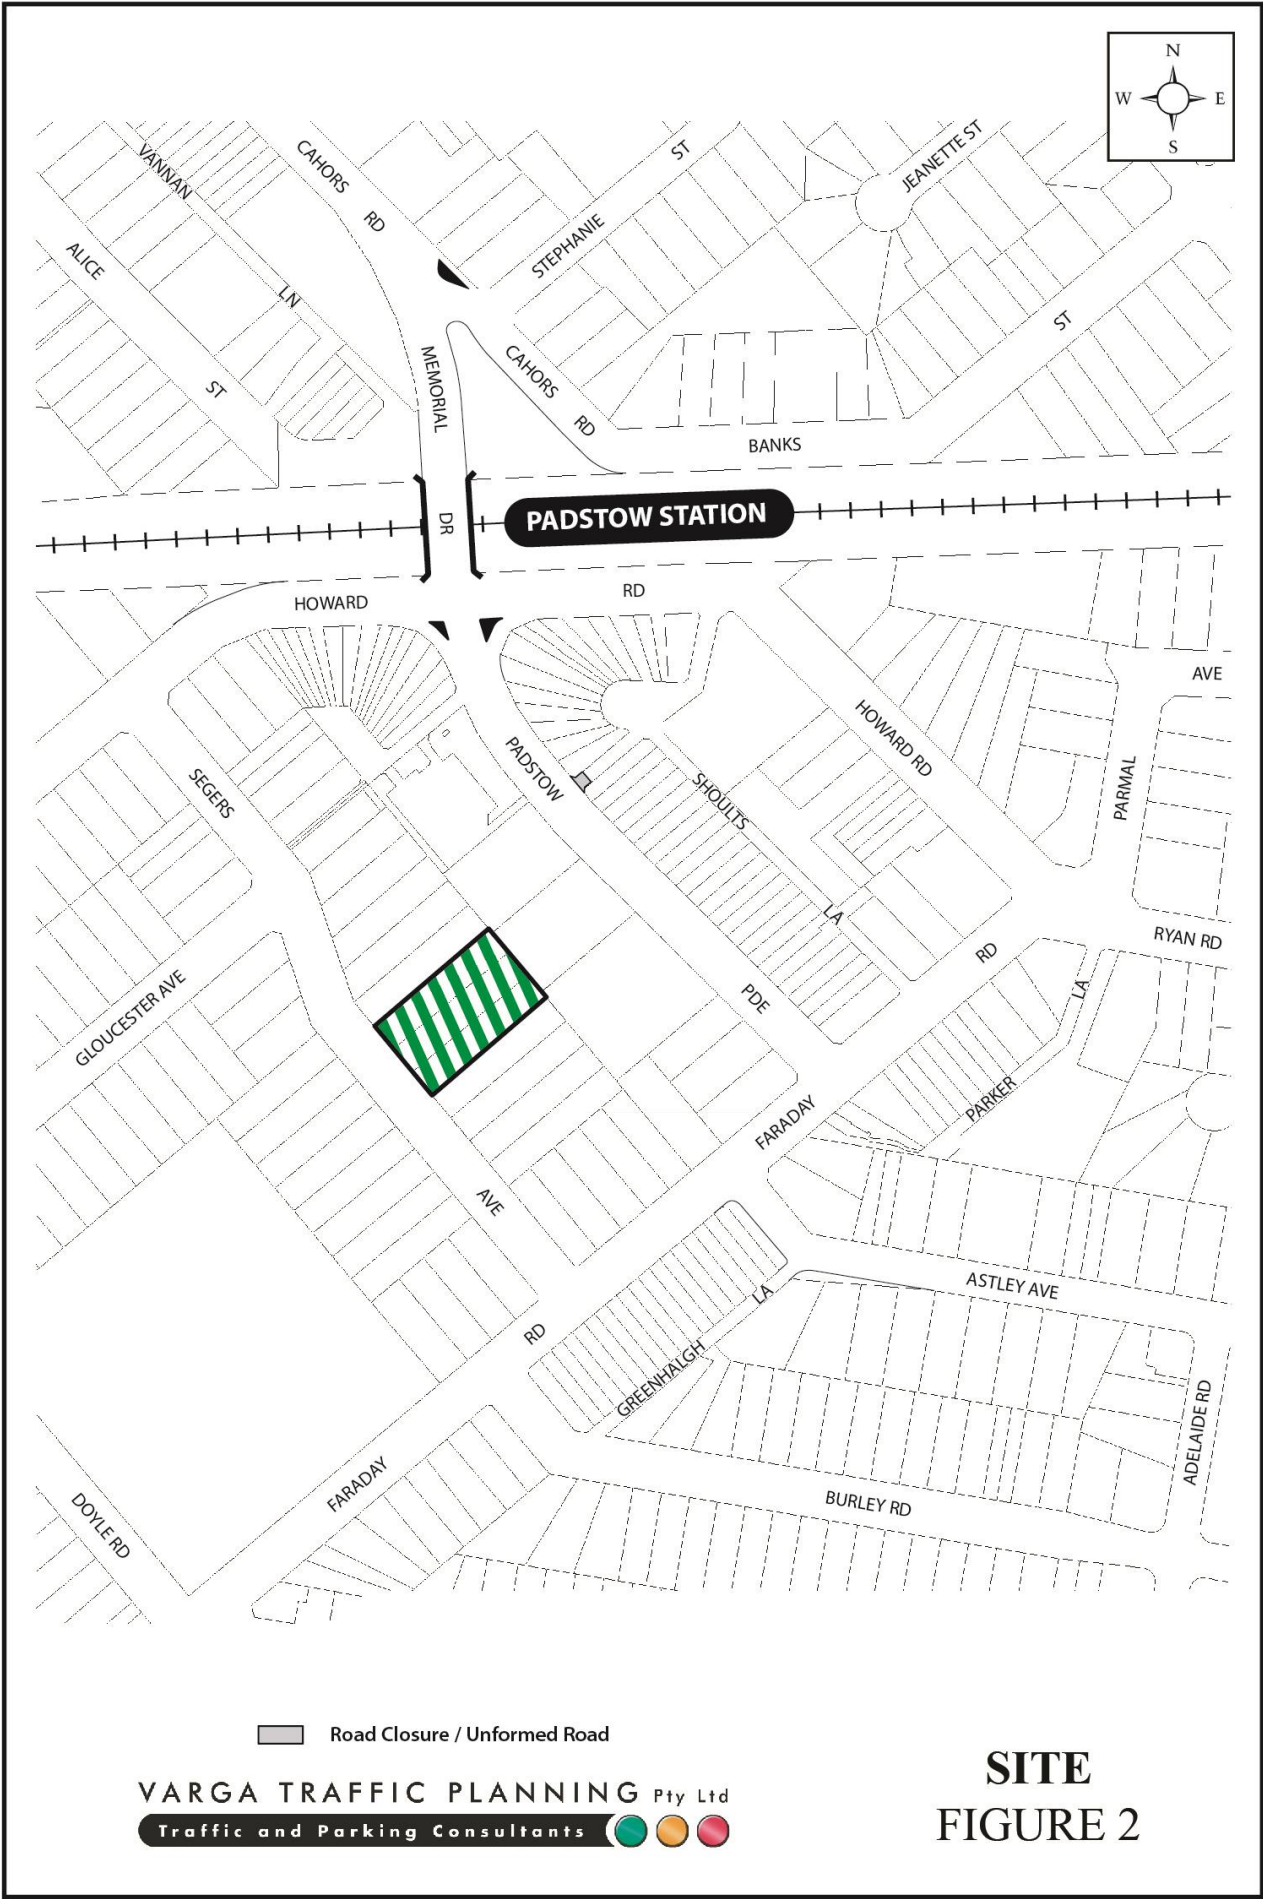 N
W E
S
VANNAN
CAHORS
RD
ST
JEANETTE ST
STEPHANIE
ALICE
LN
ST
MEMORIAL
CAHORS
RD
ST
BANKS
DR
PADSTOW STATION
HOWARD
RD
AVE
HOWARD RD
SEGERS
PADSTOW
SHOULTS
PARMAL
LA
RYAN RD
RD
GLOUCESTER AVE
PDE
LA
PARKER
FARADAY
AVE
ASTLEY AVE
LA
RD
GREENHALGH
ADELAIDE RD
FARADAY
BURLEY RD
DOYLE RD
Road Closure / Unformed Road
VARGA TRAFFIC PLANNING Pty Ltd
Traffic and Parking Consultants
SITE
FIGURE 2